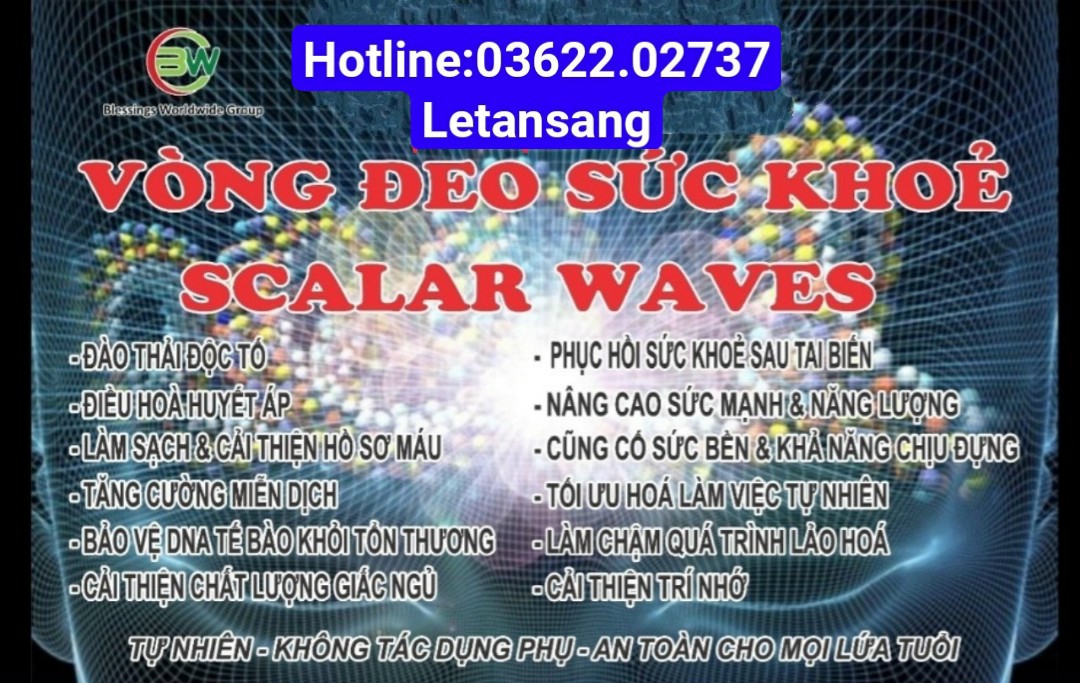 BW
Blessings Worldwide Group
Hotline:03622.02737
Letansang
VÒNG ĐEO SỨC KHOẺ
SCALAR WAVES
- ĐÀO THẢI ĐỘC TỐ
- ĐIỀU HOÀ HUYẾT ÁP
- LÀM SẠCH & CẢI THIỆN HỒ SƠ MÁU
- TĂNG CƯỜNG MIỄN DỊCH
- BẢO VỆ DNA TẾ BÀO KHỎI TỔN THƯƠNG
- CẢI THIỆN CHẤT LƯỢNG GIẤC NGỦ
- PHỤC HỒI SỨC KHOẺ SAU TAI BIẾN
- NÂNG CAO SỨC MẠNH & NĂNG LƯỢNG
- CŨNG CỐ SỨC BỀN & KHẢ NĂNG CHỊU ĐỰNG
- TỐI ƯU HOÁ LÀM VIỆC TỰ NHIÊN
- LÀM CHẬM QUÁ TRÌNH LÃO HOÁ
- CẢI THIỆN TRÍ NHỚ
TỰ NHIÊN - KHÔNG TÁC DỤNG PHỤ - AN TOÀN CHO MỌI LỨA TUỔI